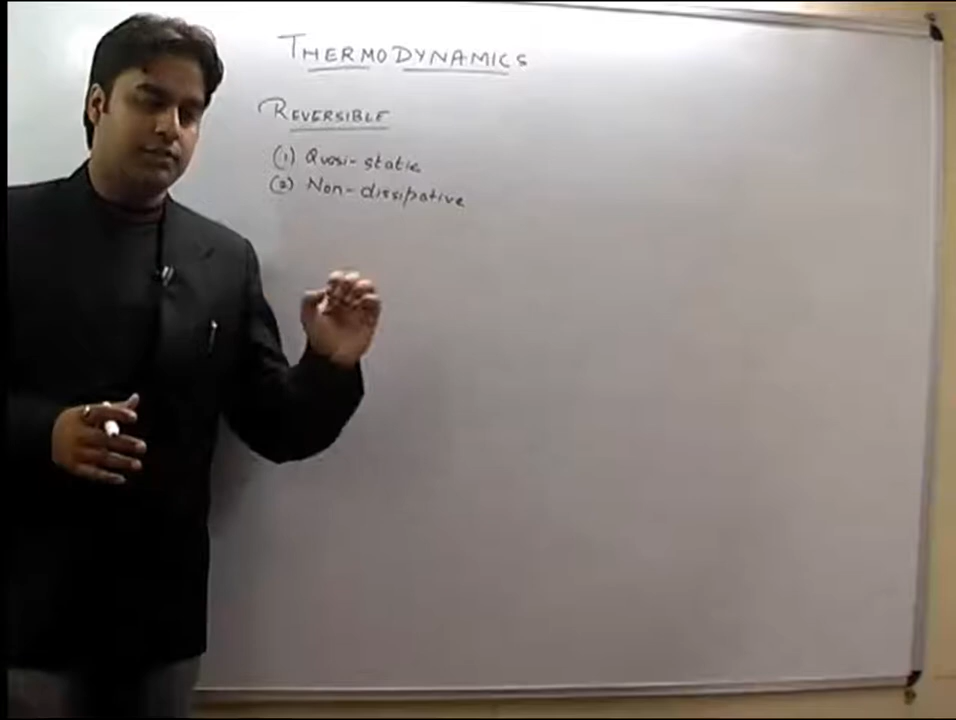 THERMODYNAMICS
REVERSIBLE
(1) Quasi-static
(2) Non-dissipative